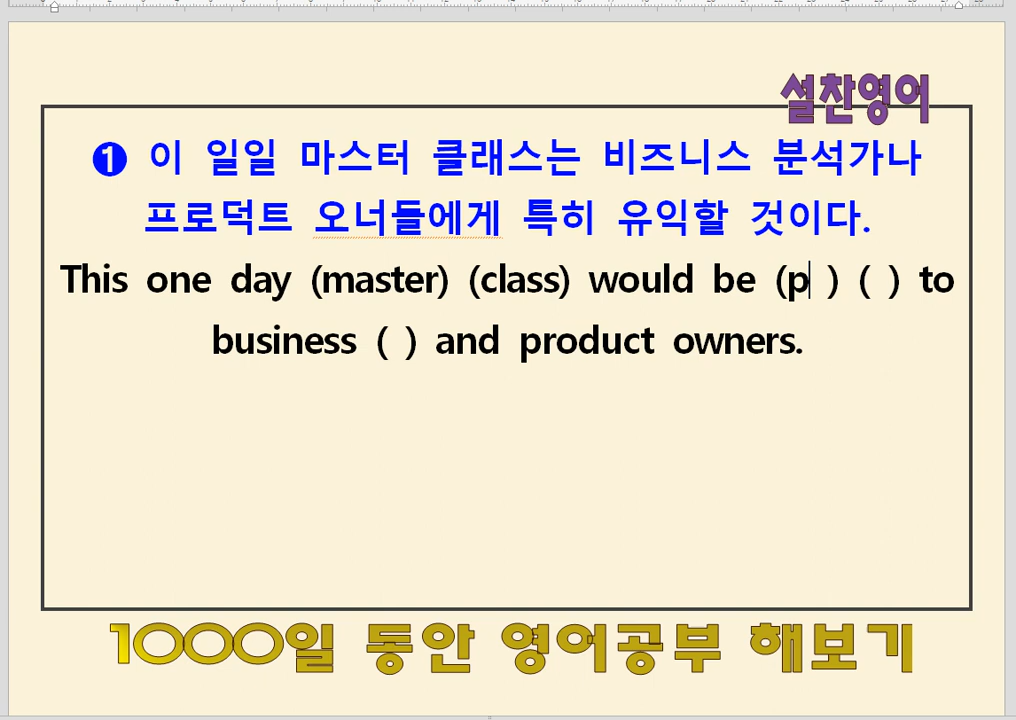 설찬영어
❶ 이 일일 마스터 클래스는 비즈니스 분석가나
프로덕트 오너들에게 특히 유익할 것이다.
This one day (master) (class) would be (p ) ( ) to
business ( ) and product owners.
1000일 동안 영어공부 해보기